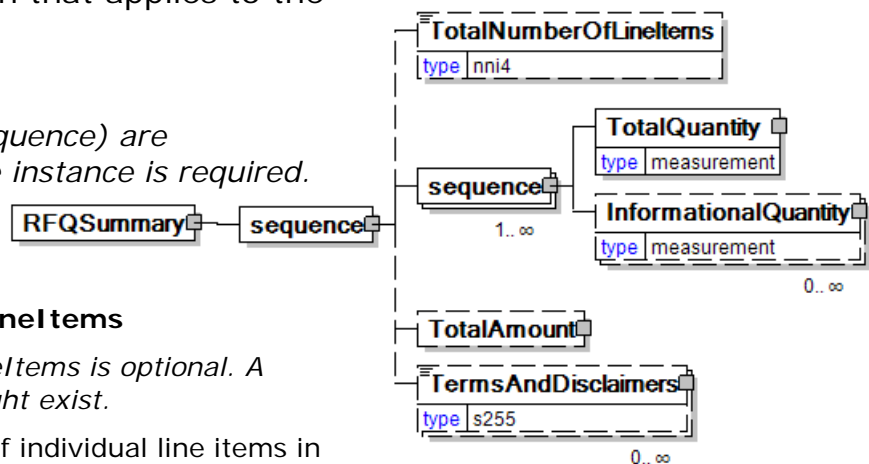 n that applies to the
quence) are
e instance is required.
neItems
eItems is optional. A
ght exist.
f individual line items in
RFQSummary
sequence
TotalNumberOfLineItems
type nni4
sequence
1.. ∞
TotalQuantity
type measurement
InformationalQuantity
type measurement
0.. ∞
TotalAmount
TermsAndDisclaimers
type s255
0.. ∞